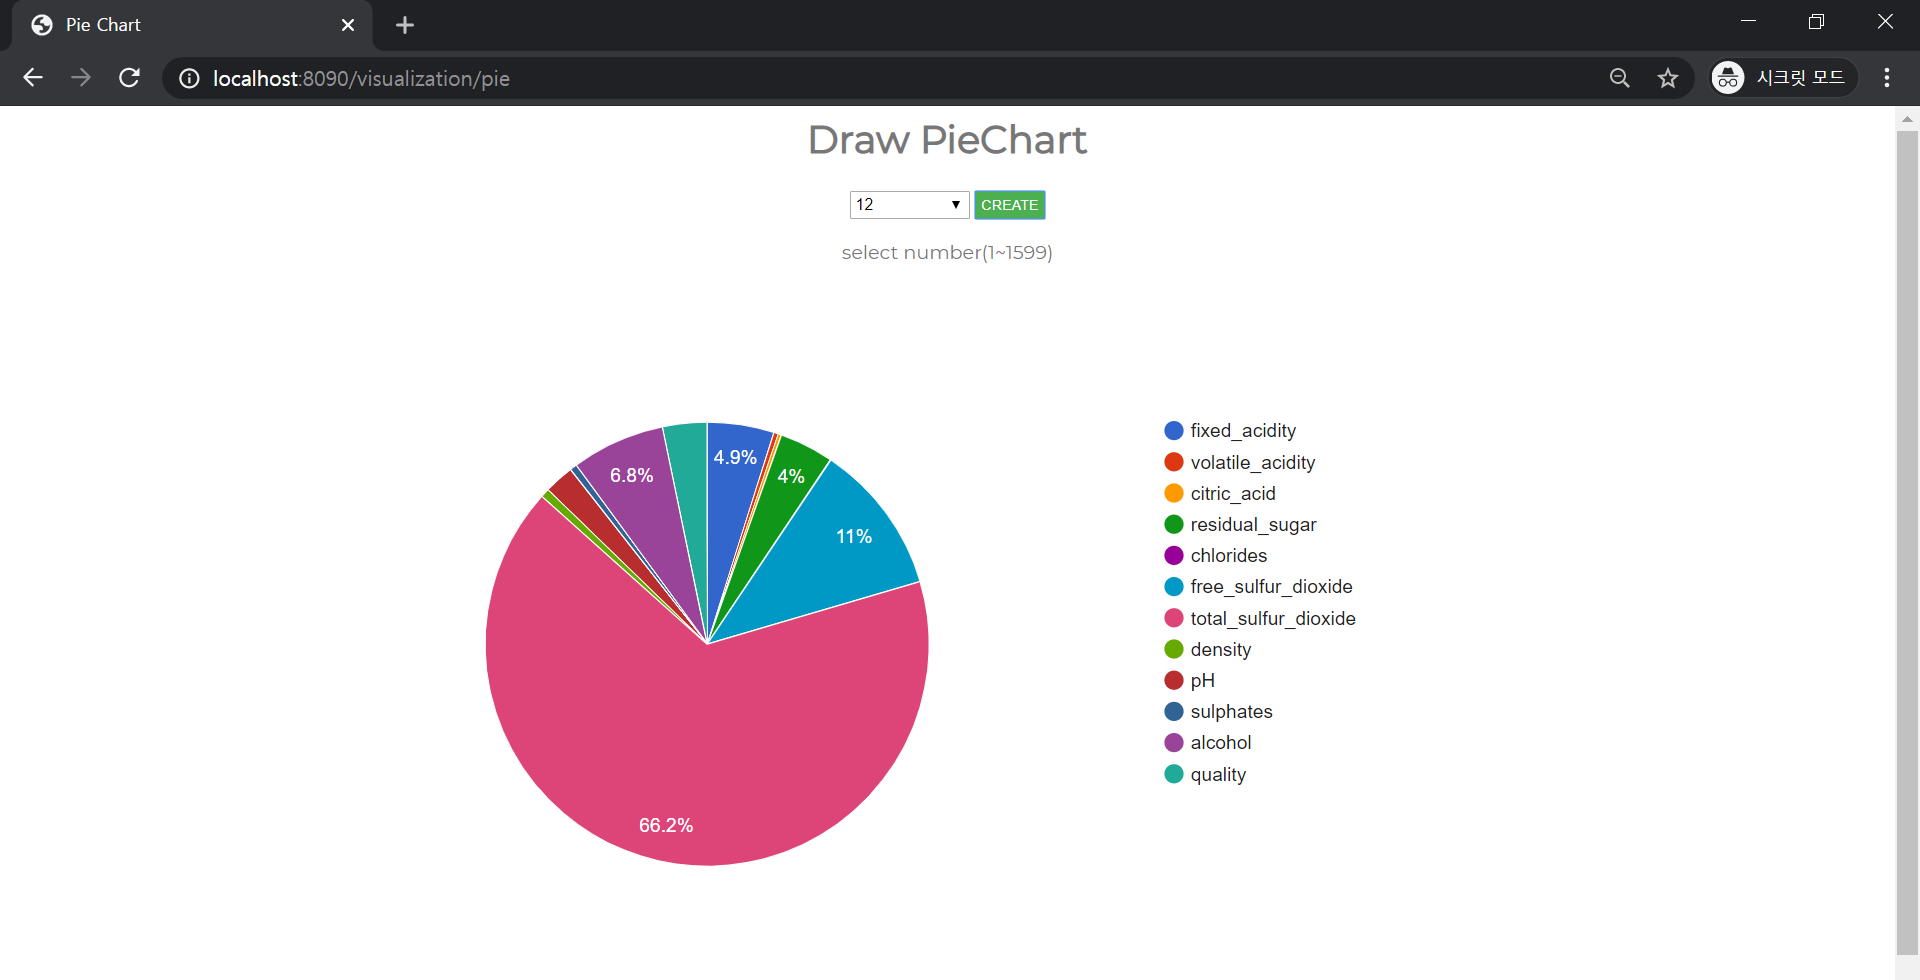 Pie Chart
localhost:8090/visualization/pie
시크릿 모드
Draw PieChart
12 ▼ CREATE
select number(1~1599)
4.9%
4%
11%
66.2%
6.8%
fixed_acidity
volatile_acidity
citric_acid
residual_sugar
chlorides
free_sulfur_dioxide
total_sulfur_dioxide
density
pH
sulphates
alcohol
quality